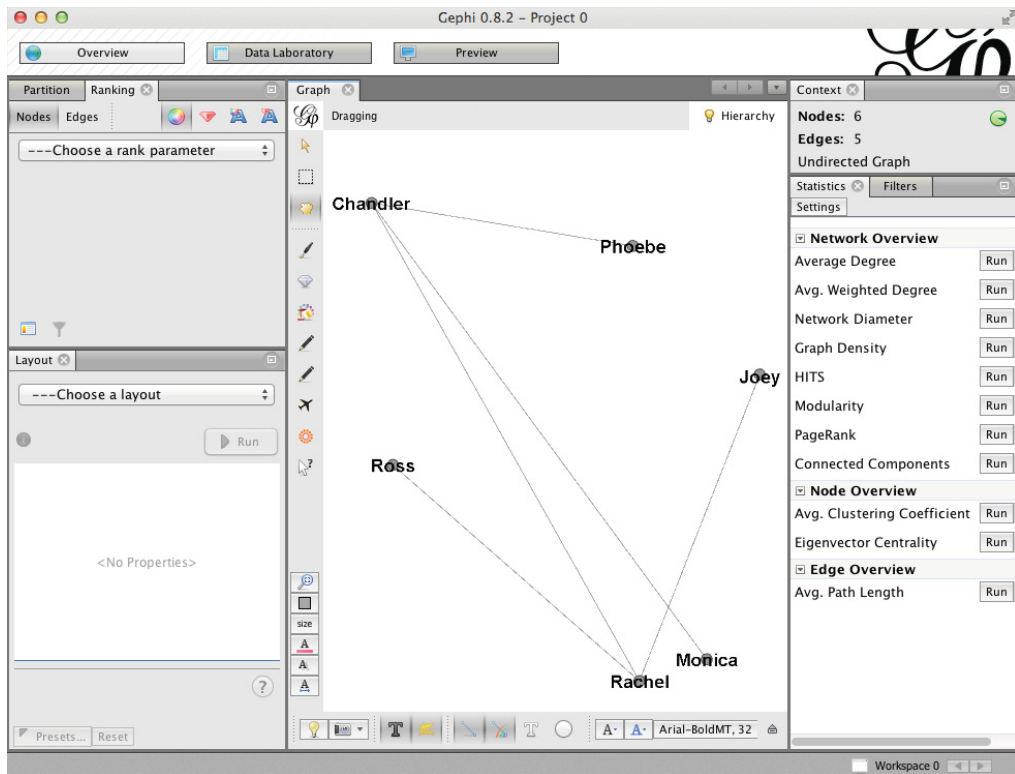 Gephi 0.8.2 – Project 0
Overview
Data Laboratory
Preview
Partition
Ranking
Nodes
Edges
---Choose a rank parameter
Layout
---Choose a layout
Run
<No Properties>
?
Presets...
Reset
Graph
Dragging
Hierarchy
Chandler
Phoebe
Joey
Ross
Monica
Rachel
size
A
A
A
T
T
A-
A-
Arial-BoldMT, 32
Context
Nodes: 6
Edges: 5
Undirected Graph
Statistics
Filters
Settings
Network Overview
Average Degree Run
Avg. Weighted Degree Run
Network Diameter Run
Graph Density Run
HITS Run
Modularity Run
PageRank Run
Connected Components Run
Node Overview
Avg. Clustering Coefficient Run
Eigenvector Centrality Run
Edge Overview
Avg. Path Length Run
Workspace 0